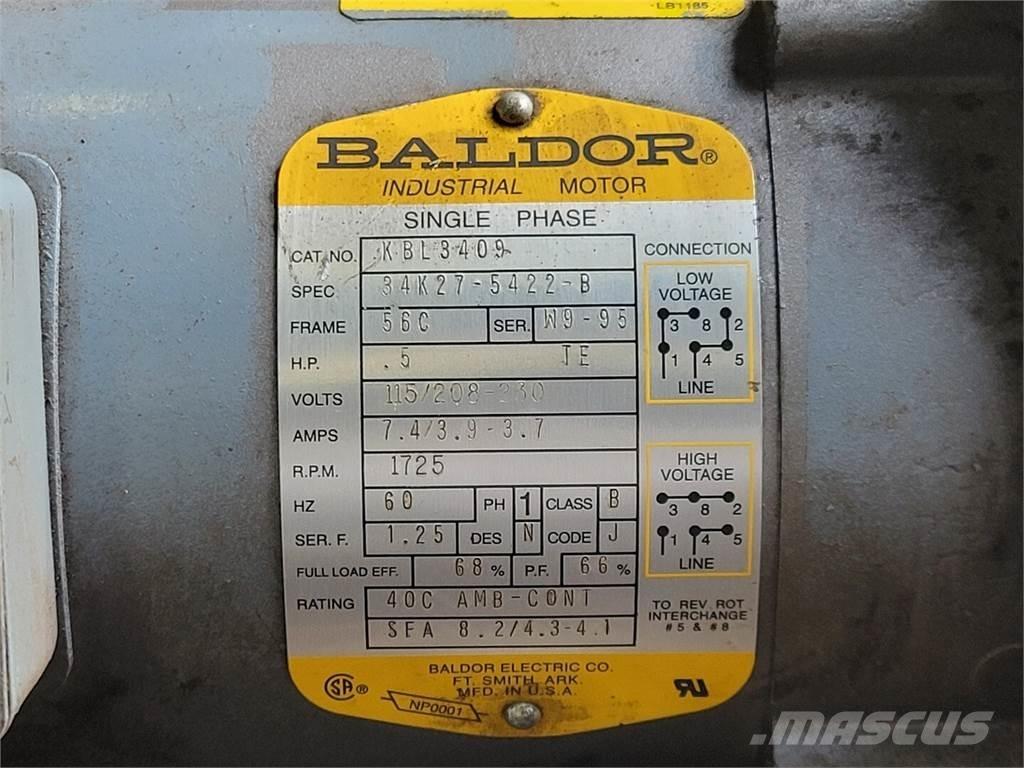 LB1185
BALDOR®
INDUSTRIAL MOTOR
SINGLE PHASE
CAT. NO. KBL3409
SPEC 34K27-5422-B
FRAME 56C SER. W9-95
H.P. .5 TE
VOLTS 115/208-230
AMPS 7.4/3.9-3.7
R.P.M. 1725
HZ 60 PH 1 CLASS B
SER. F. 1.25 DES N CODE J
FULL LOAD EFF. 68 % P.F. 66 %
RATING 40C AMB-CONT
SFA 8.2/4.3-4.1
CONNECTION
LOW
VOLTAGE
3 8 2
1 4 5
LINE
HIGH
VOLTAGE
3 8 2
1 4 5
LINE
TO REV. ROT
INTERCHANGE
#5 & #8
BALDOR ELECTRIC CO.
FT. SMITH ARK.
MFD. IN U.S.A.
SA®
NP0001
RU
MASCUS